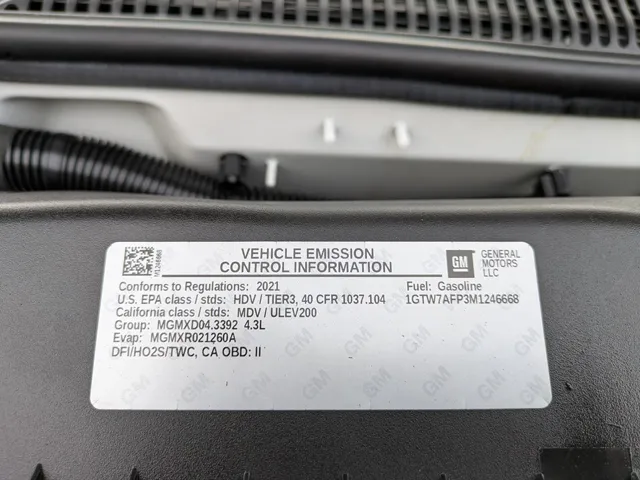 M1246668
VEHICLE EMISSION
CONTROL INFORMATION
GM
GENERAL
MOTORS
LLC
Conforms to Regulations: 2021
Fuel: Gasoline
U.S. EPA class / stds: HDV / TIER3, 40 CFR 1037.104
1GTW7AFP3M1246668
California class / stds: MDV / ULEV200
Group: MGMXD04.3392 4.3L
Evap: MGMXR021260A
DFI/HO2S/TWC, CA OBD: II